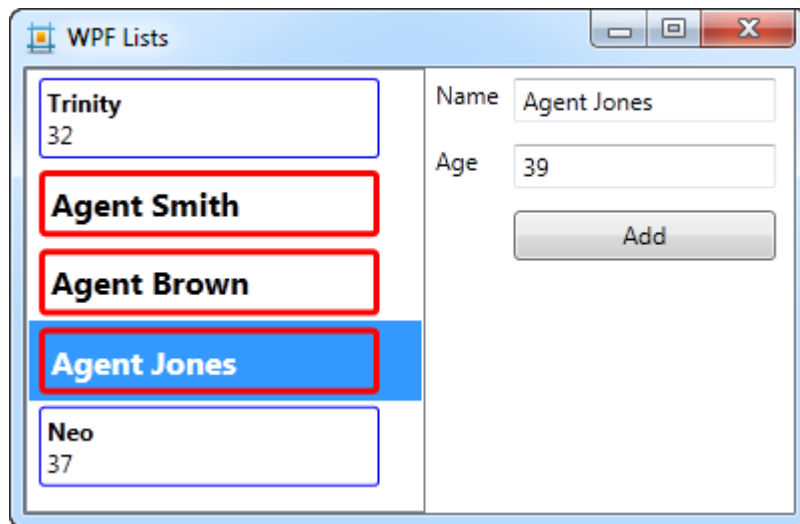 WPF Lists
Trinity
32
Agent Smith
Agent Brown
Agent Jones
Neo
37
Name Agent Jones
Age 39
Add